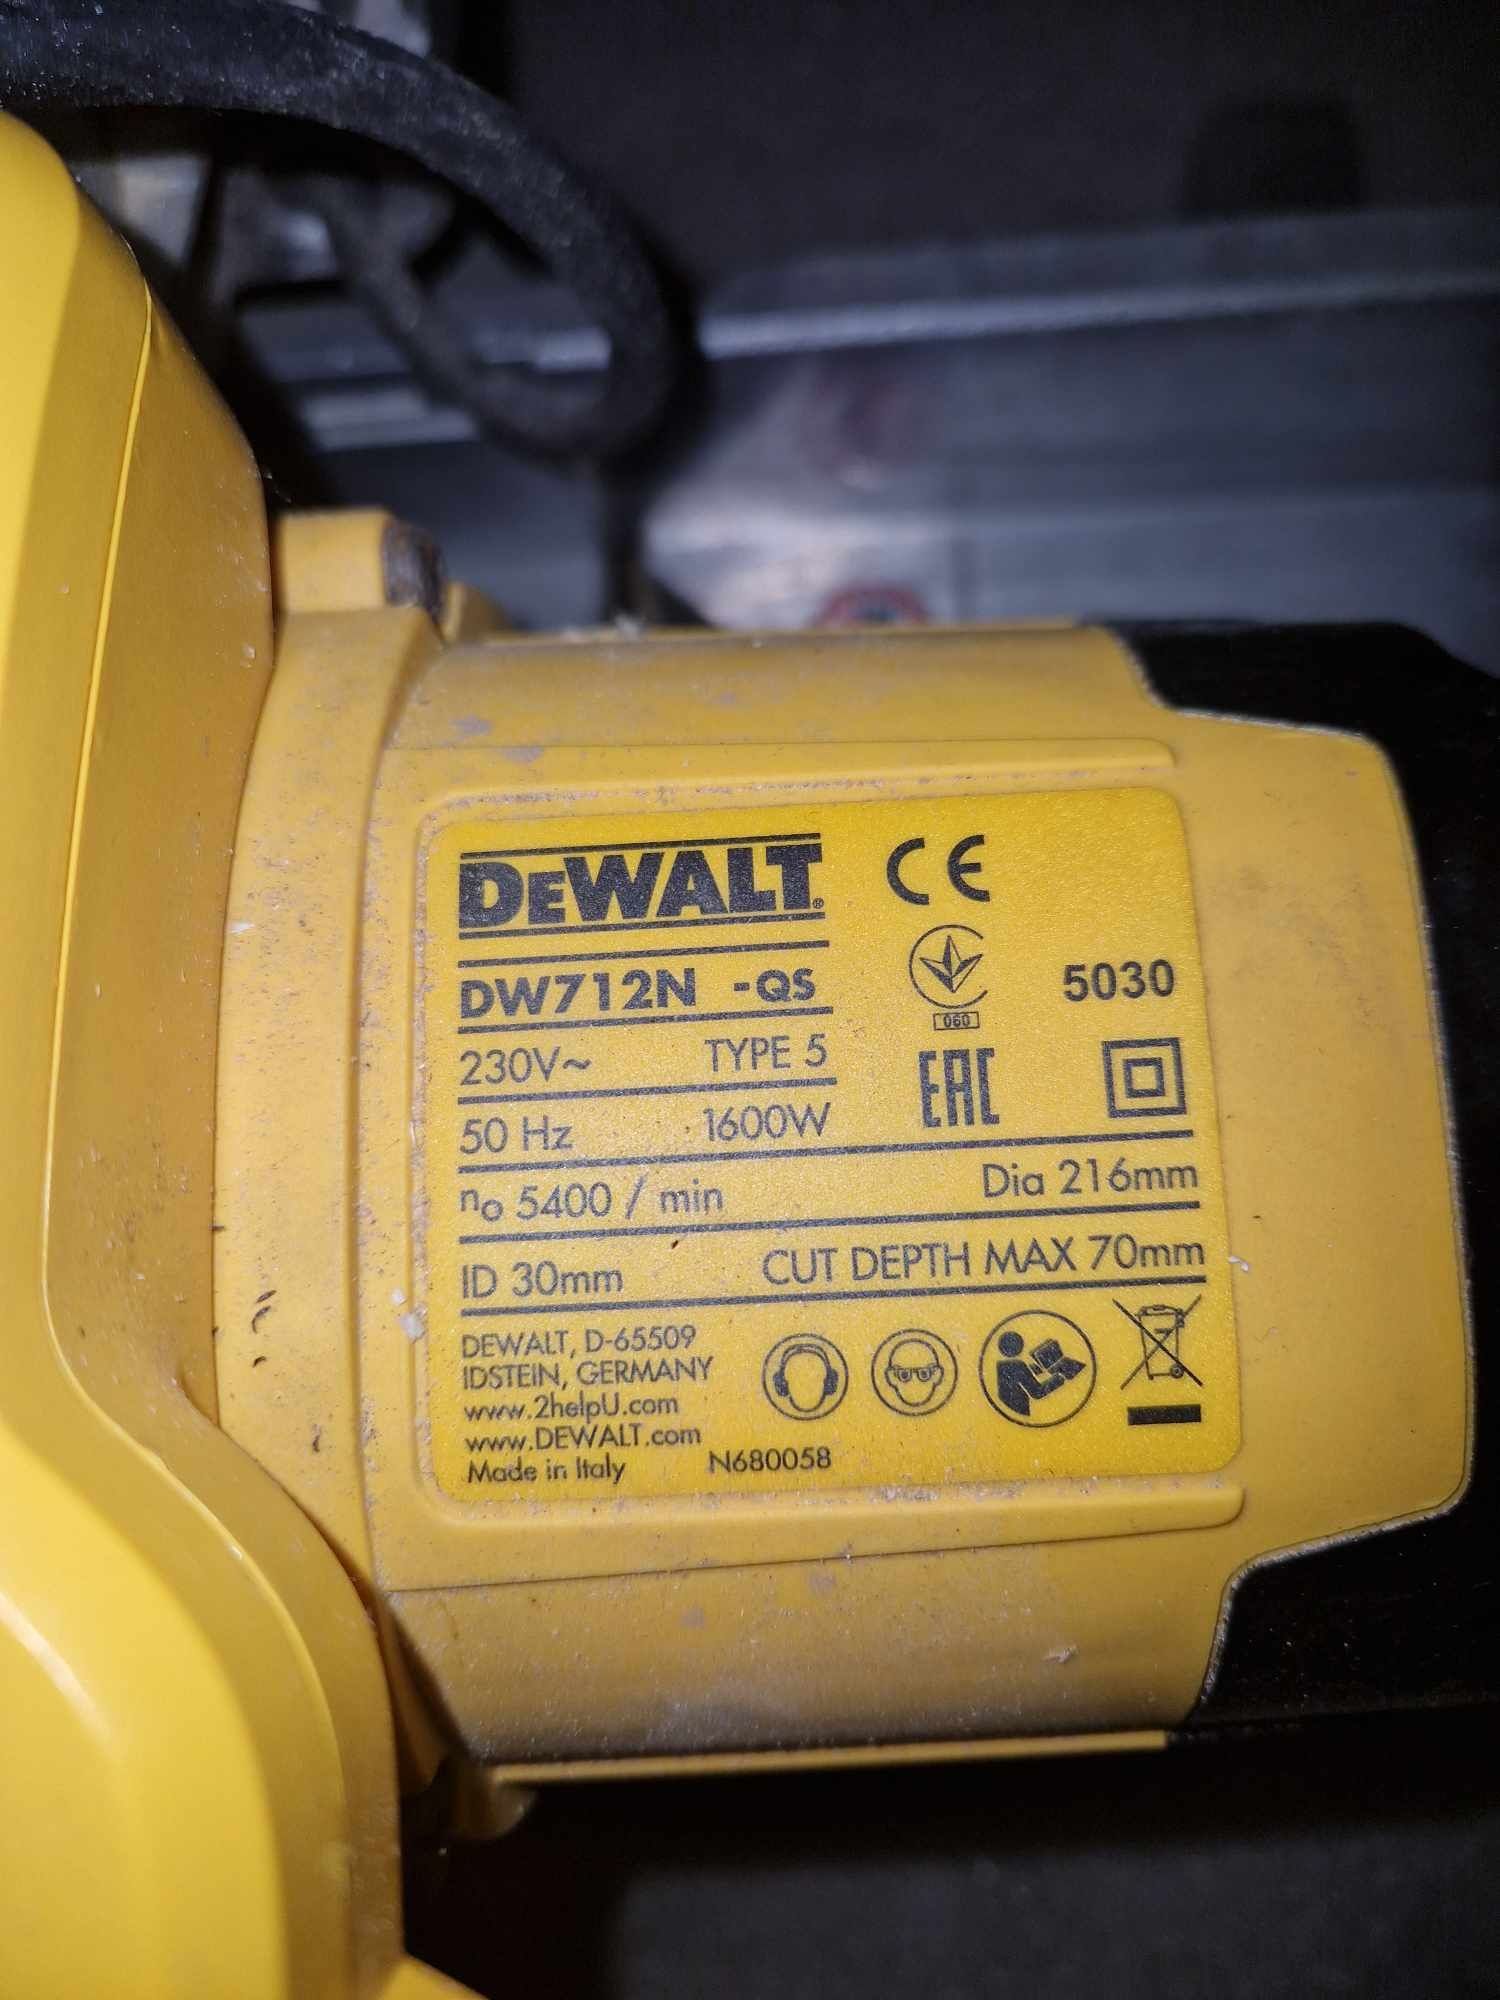 DEWALT®
CE
DW712N -QS
060
5030
230V~ TYPE 5
EAC
50 Hz 1600W
no 5400 / min Dia 216mm
ID 30mm CUT DEPTH MAX 70mm
DEWALT, D-65509
IDSTEIN, GERMANY
www.2helpU.com
www.DEWALT.com
Made in Italy N680058